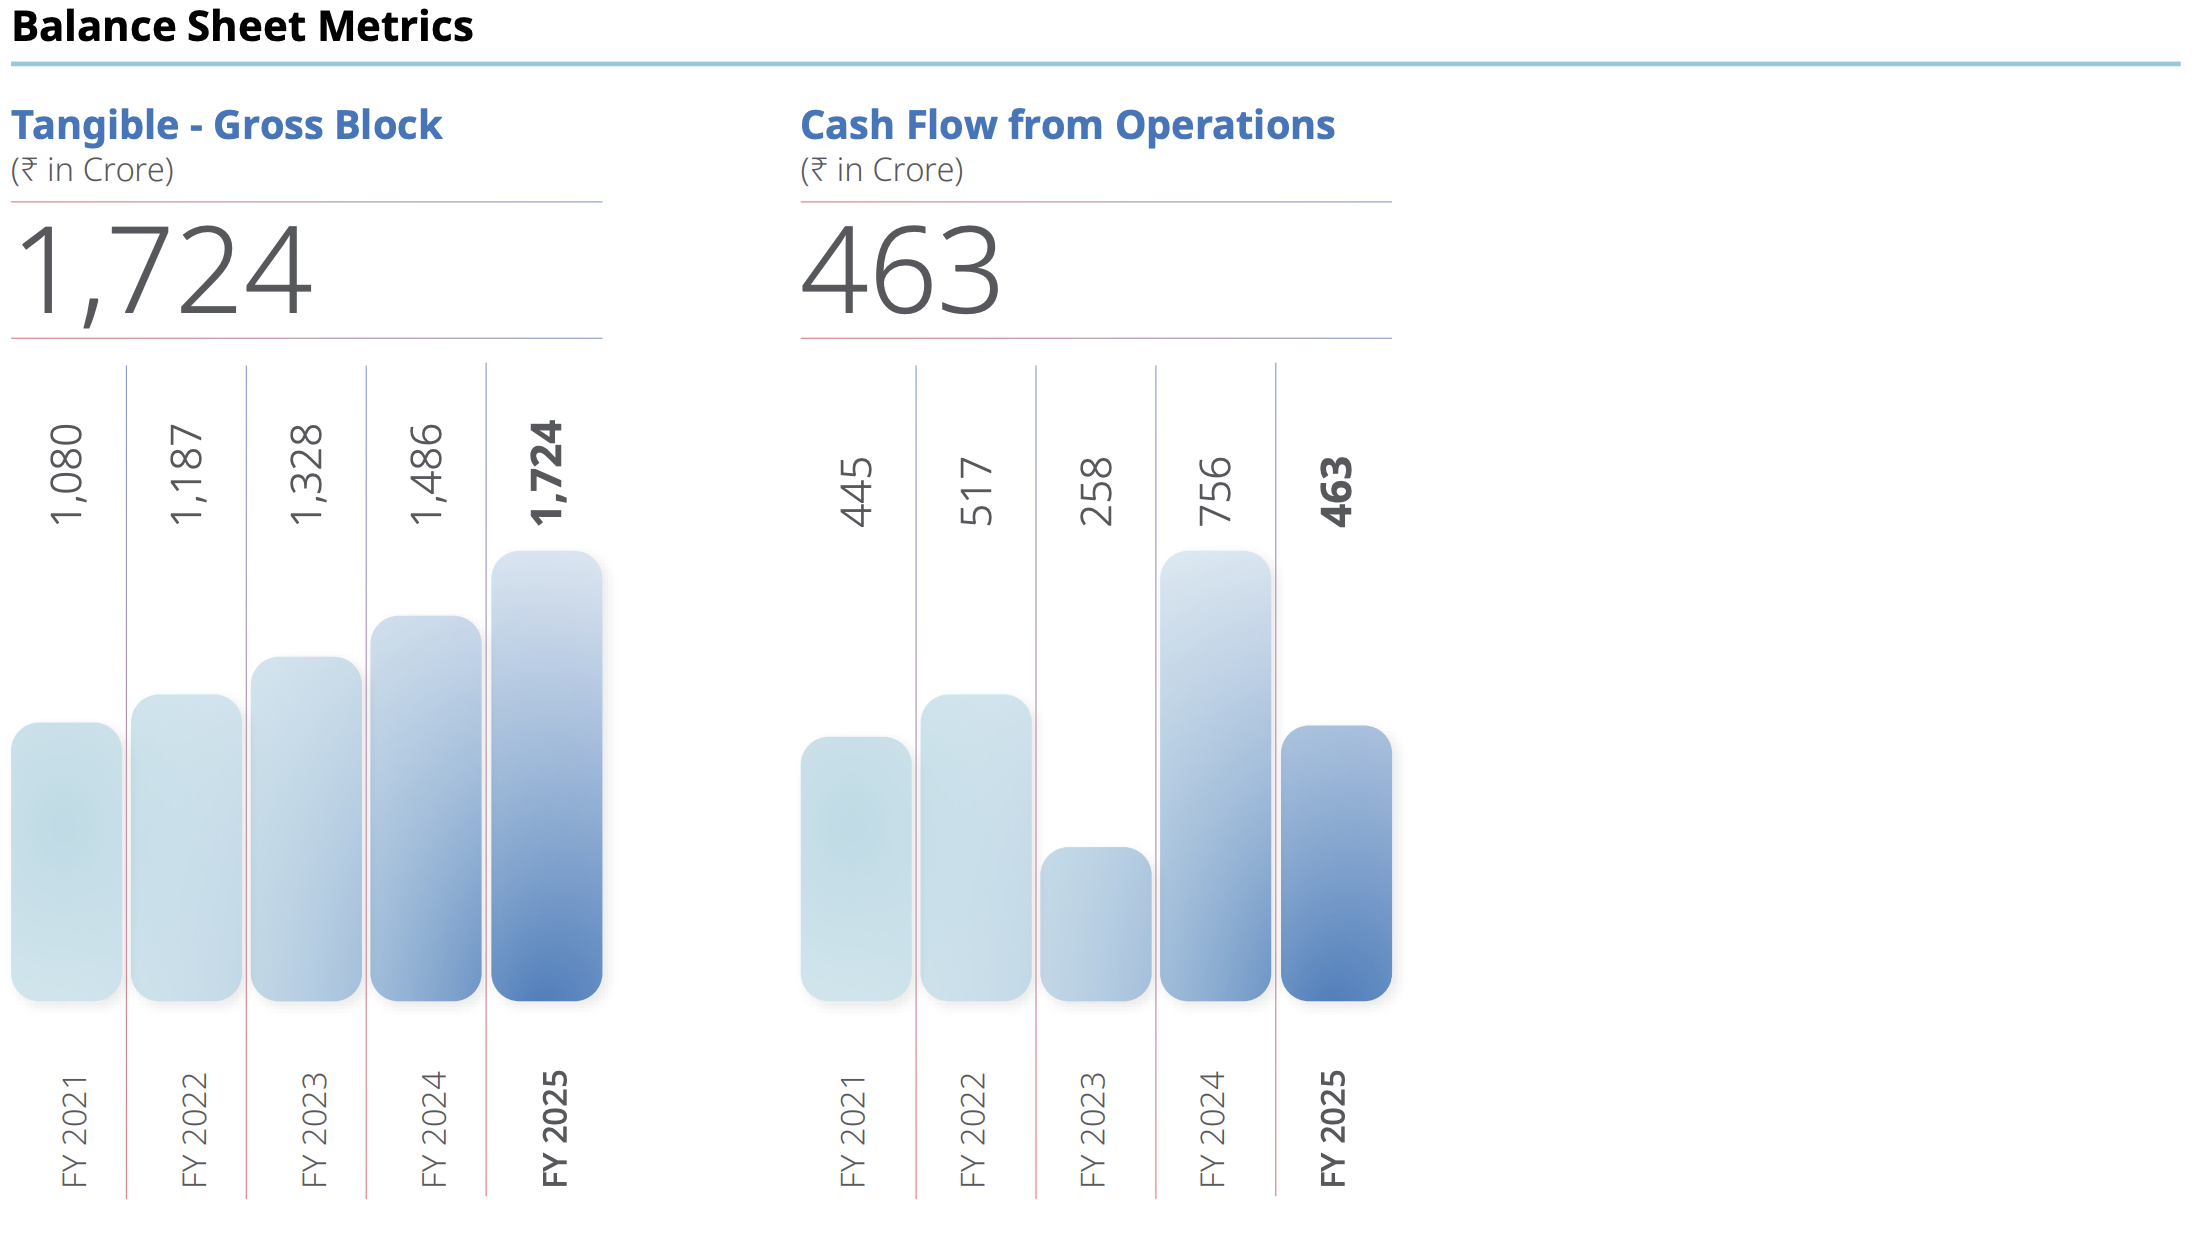 Balance Sheet Metrics
Tangible - Gross Block
(₹ in Crore)
1,724
1,080
1,187
1,328
1,486
1,724
FY 2021
FY 2022
FY 2023
FY 2024
FY 2025
Cash Flow from Operations
(₹ in Crore)
463
445
517
258
756
463
FY 2021
FY 2022
FY 2023
FY 2024
FY 2025